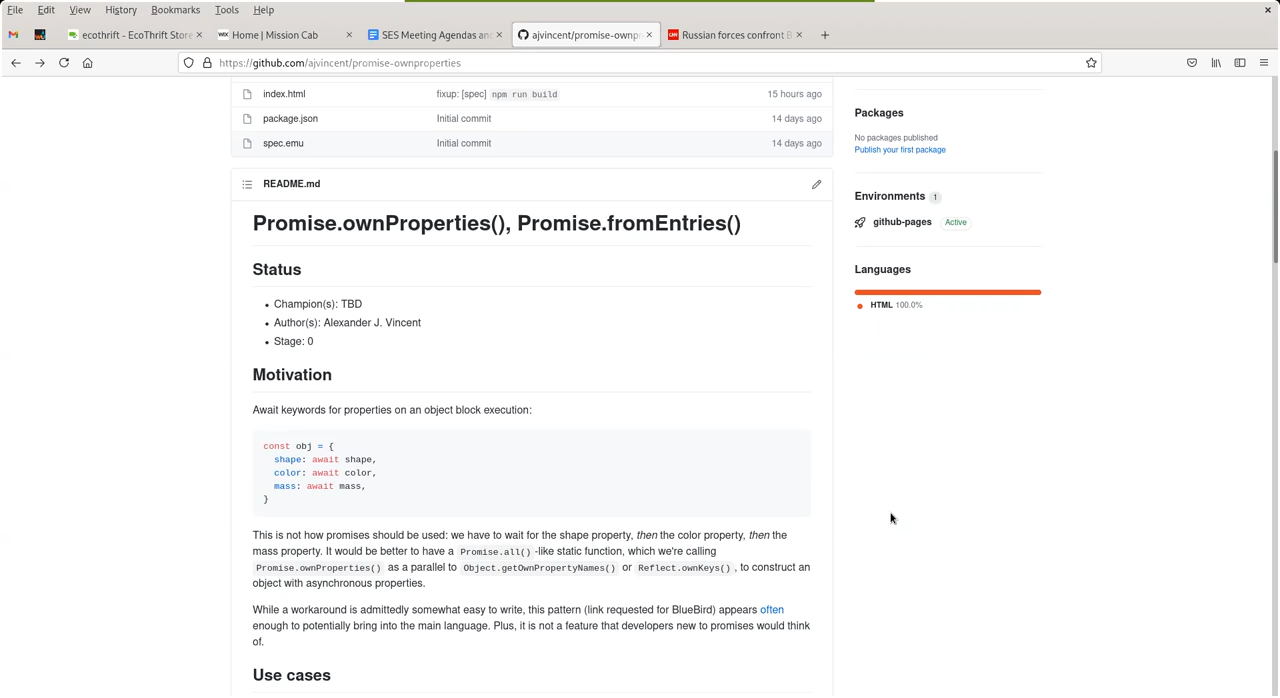 File Edit View History Bookmarks Tools Help
ecothrift - EcoThrift Store
WiX Home | Mission Cab
SES Meeting Agendas an
ajvincent/promise-ownpr
CNN Russian forces confront
https://github.com/ajvincent/promise-ownproperties
index.html fixup: [spec] npm run build 15 hours ago
package.json Initial commit 14 days ago
spec.emu Initial commit 14 days ago
README.md
Promise.ownProperties(), Promise.fromEntries()
Status
• Champion(s): TBD
• Author(s): Alexander J. Vincent
• Stage: 0
Motivation
Await keywords for properties on an object block execution:
const obj = {
shape: await shape,
color: await color,
mass: await mass,
}
This is not how promises should be used: we have to wait for the shape property, then the color property, then the
mass property. It would be better to have a Promise.all() -like static function, which we're calling
Promise.ownProperties() as a parallel to Object.getOwnPropertyNames() or Reflect.ownKeys() , to construct an
object with asynchronous properties.
While a workaround is admittedly somewhat easy to write, this pattern (link requested for BlueBird) appears often
enough to potentially bring into the main language. Plus, it is not a feature that developers new to promises would think
of.
Use cases
Packages
No packages published
Publish your first package
Environments 1
github-pages Active
Languages
HTML 100.0%